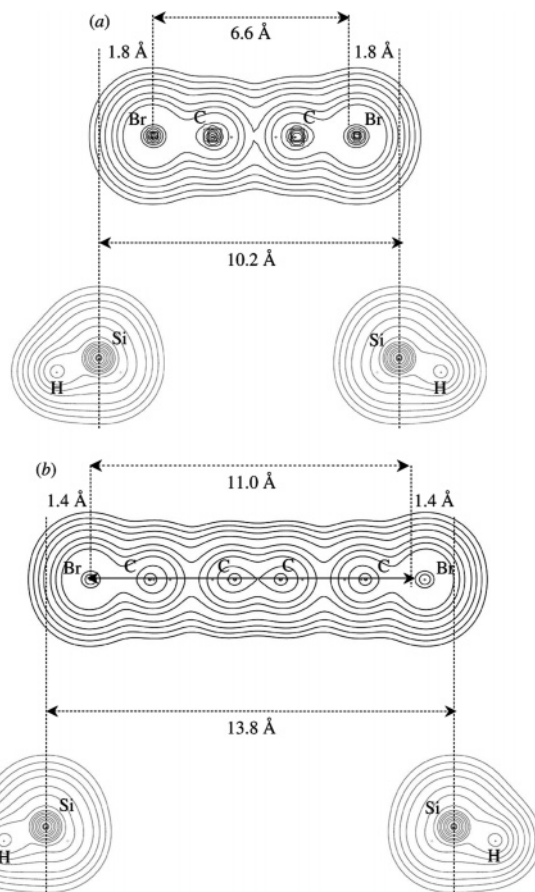 (a)
6.6 Å
1.8 Å 1.8 Å
Br C C Br
10.2 Å
Si Si
H H
(b)
11.0 Å
1.4 Å 1.4 Å
Br C C C C Br
13.8 Å
Si Si
H H